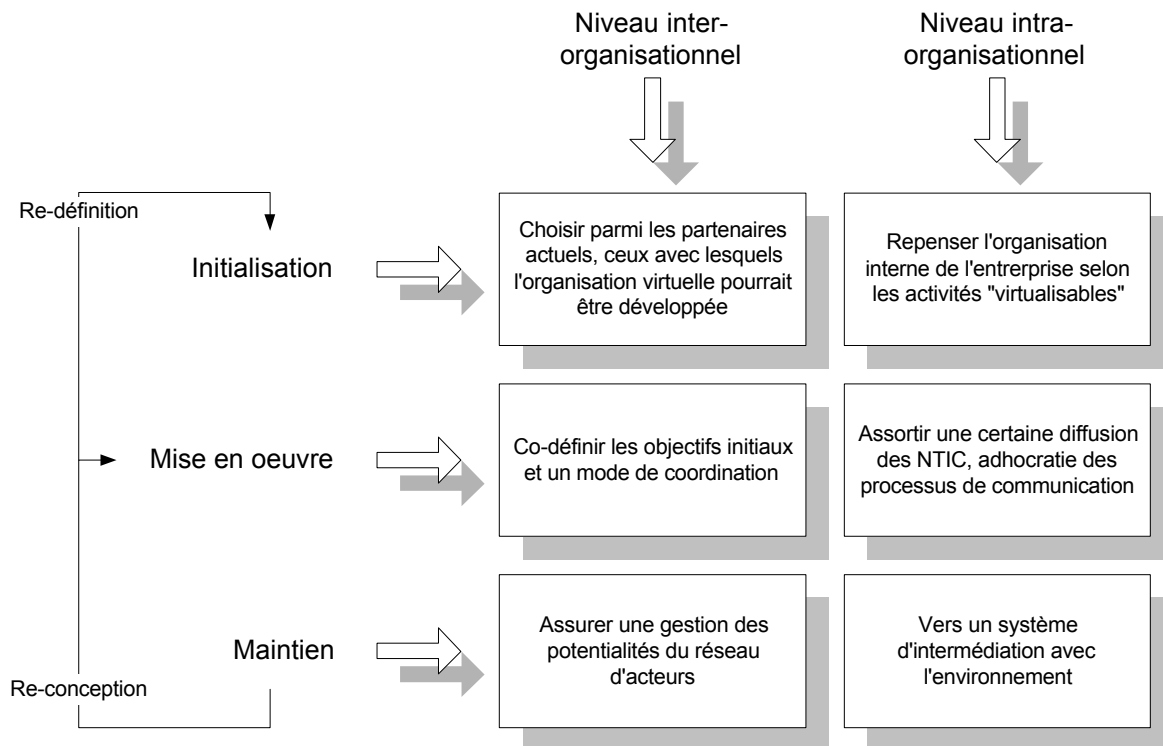 Niveau inter-
organisationnel
Niveau intra-
organisationnel
Re-définition
Initialisation
Choisir parmi les partenaires
actuels, ceux avec lesquels
l'organisation virtuelle pourrait
être développée
Repenser l'organisation
interne de l'entrerprise selon
les activités "virtualisables"
Mise en oeuvre
Co-définir les objectifs initiaux
et un mode de coordination
Assortir une certaine diffusion
des NTIC, adhocratie des
processus de communication
Maintien
Re-conception
Assurer une gestion des
potentialités du réseau
d'acteurs
Vers un système
d'intermédiation avec
l'environnement